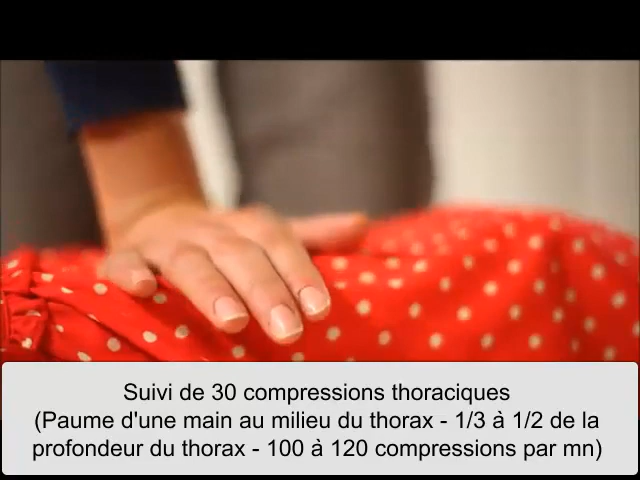 Suivi de 30 compressions thoraciques
(Paume d'une main au milieu du thorax - 1/3 à 1/2 de la
profondeur du thorax - 100 à 120 compressions par mn)